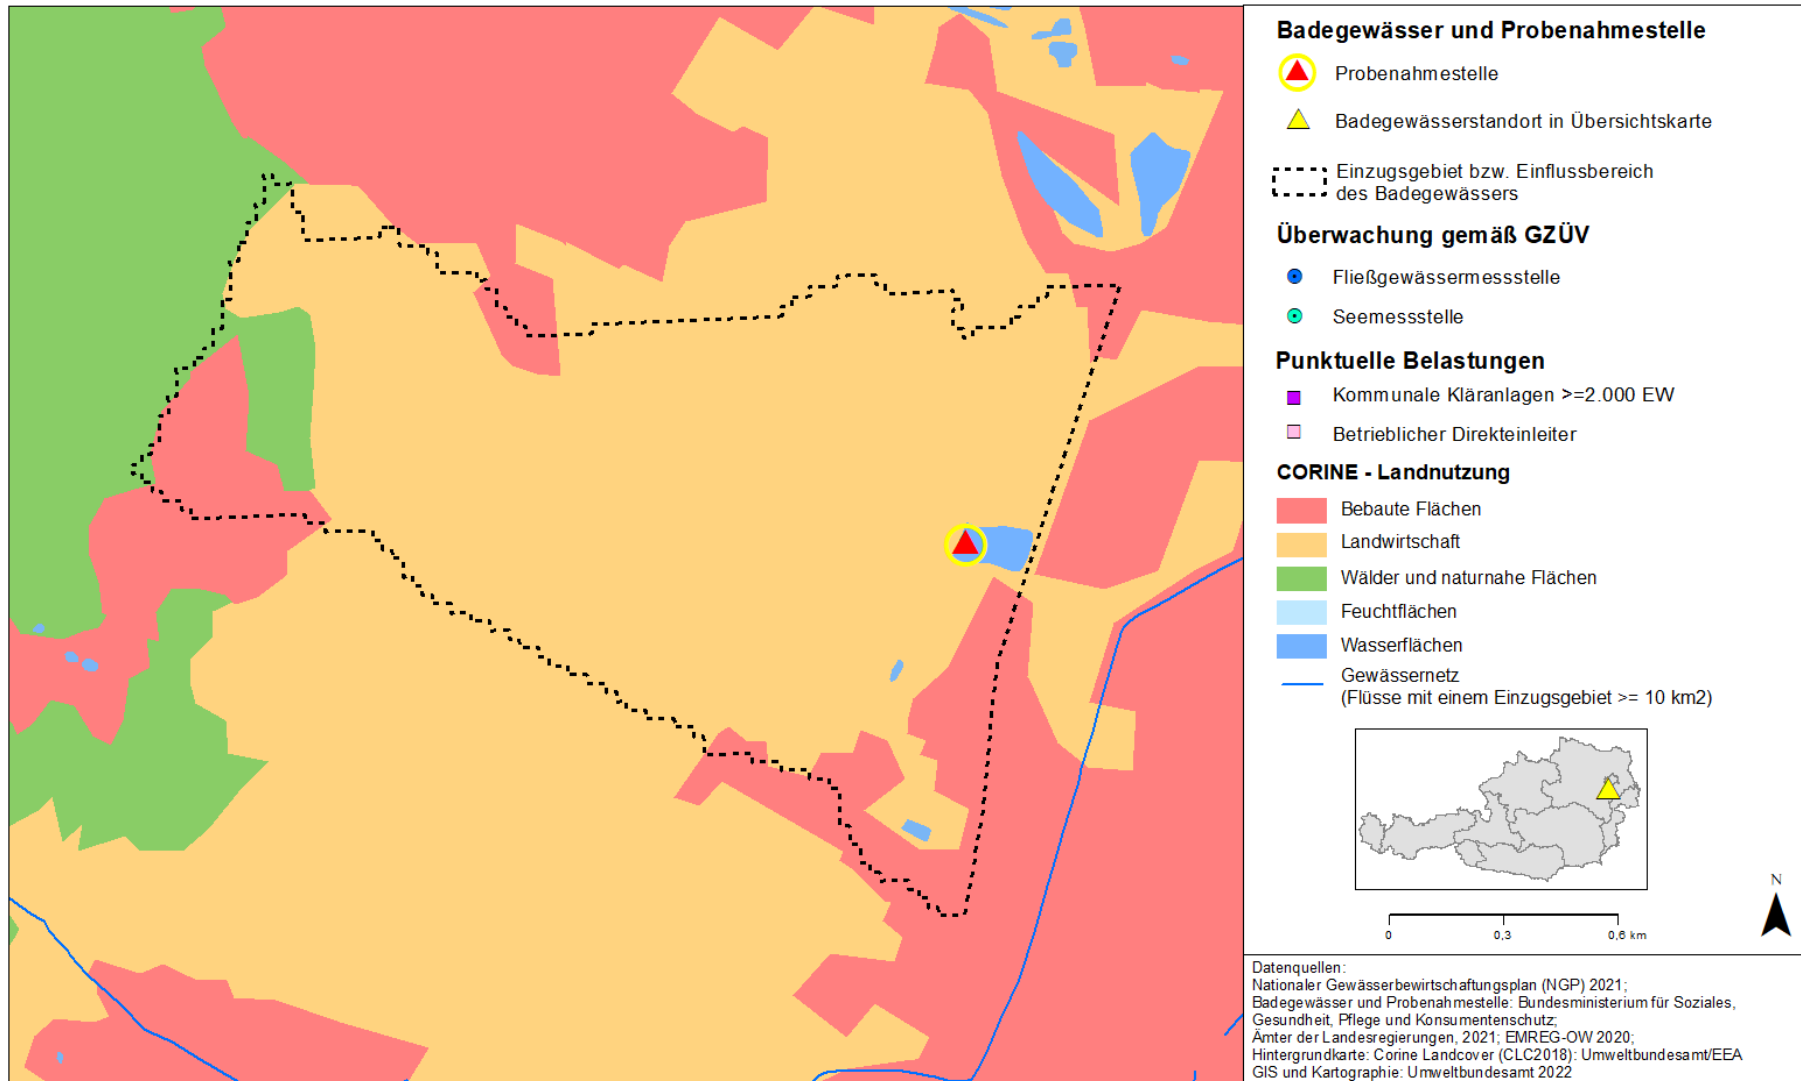 Badegewässer und Probenahmestelle
Probenahmestelle
Badegewässerstandort in Übersichtskarte
Einzugsgebiet bzw. Einflussbereich
des Badegewässers
Überwachung gemäß GZÜV
Fließgewässermessstelle
Seemessstelle
Punktuelle Belastungen
Kommunale Kläranlagen >=2.000 EW
Betrieblicher Direkteinleiter
CORINE - Landnutzung
Bebaute Flächen
Landwirtschaft
Wälder und naturnahe Flächen
Feuchtflächen
Wasserflächen
Gewässernetz
(Flüsse mit einem Einzugsgebiet >= 10 km2)
N
0 0,3 0,6 km
Datenquellen:
Nationaler Gewässerbewirtschaftungsplan (NGP) 2021;
Badegewässer und Probenahmestelle: Bundesministerium für Soziales,
Gesundheit, Pflege und Konsumentenschutz;
Ämter der Landesregierungen, 2021; EMREG-OW 2020;
Hintergrundkarte: Corine Landcover (CLC2018): Umweltbundesamt/EEA
GIS und Kartographie: Umweltbundesamt 2022